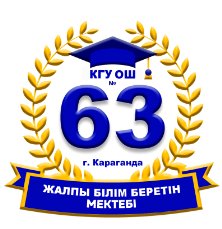 КГУ ОШ
№
63
г. Караганда
ЖАЛПЫ БІЛІМ БЕРЕТІН
МЕКТЕБІ